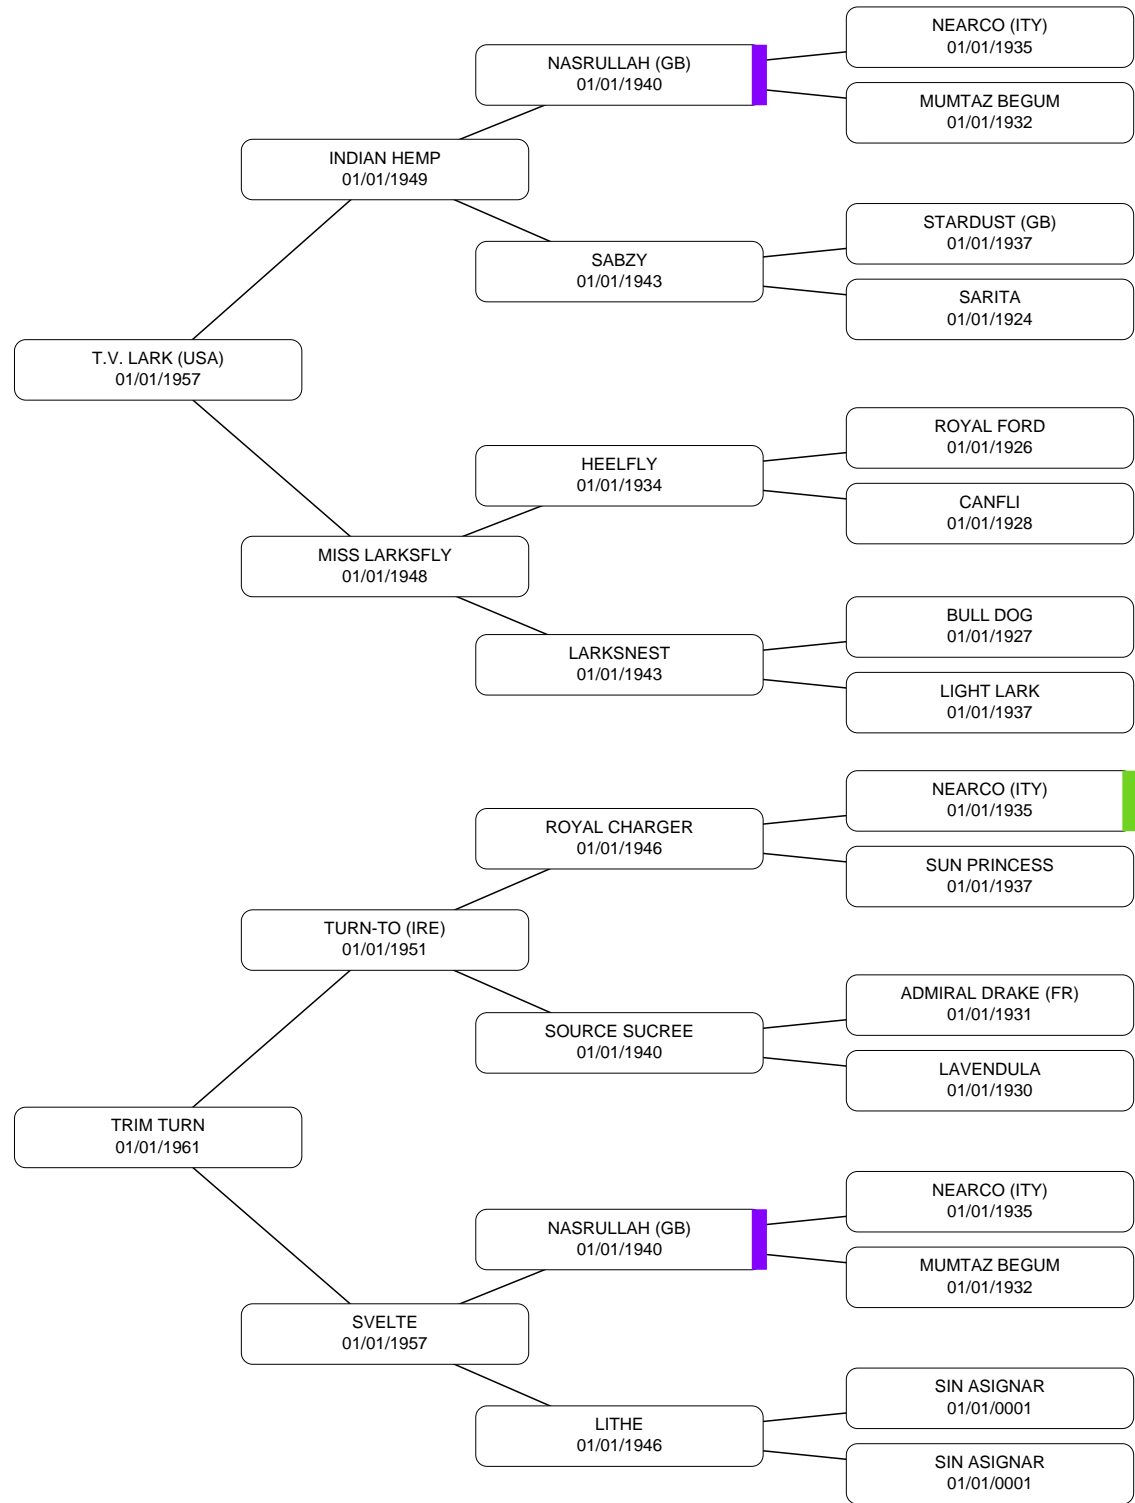 NEARCO (ITY)
01/01/1935
NASRULLAH (GB)
01/01/1940
MUMTAZ BEGUM
01/01/1932
INDIAN HEMP
01/01/1949
STARDUST (GB)
01/01/1937
SABZY
01/01/1943
SARITA
01/01/1924
T.V. LARK (USA)
01/01/1957
ROYAL FORD
01/01/1926
HEELFLY
01/01/1934
CANFLI
01/01/1928
MISS LARKSFLY
01/01/1948
BULL DOG
01/01/1927
LARKSNEST
01/01/1943
LIGHT LARK
01/01/1937
NEARCO (ITY)
01/01/1935
ROYAL CHARGER
01/01/1946
SUN PRINCESS
01/01/1937
TURN-TO (IRE)
01/01/1951
ADMIRAL DRAKE (FR)
01/01/1931
SOURCE SUCREE
01/01/1940
LAVENDULA
01/01/1930
TRIM TURN
01/01/1961
NEARCO (ITY)
01/01/1935
NASRULLAH (GB)
01/01/1940
MUMTAZ BEGUM
01/01/1932
SVELTE
01/01/1957
SIN ASIGNAR
01/01/0001
LITHE
01/01/1946
SIN ASIGNAR
01/01/0001